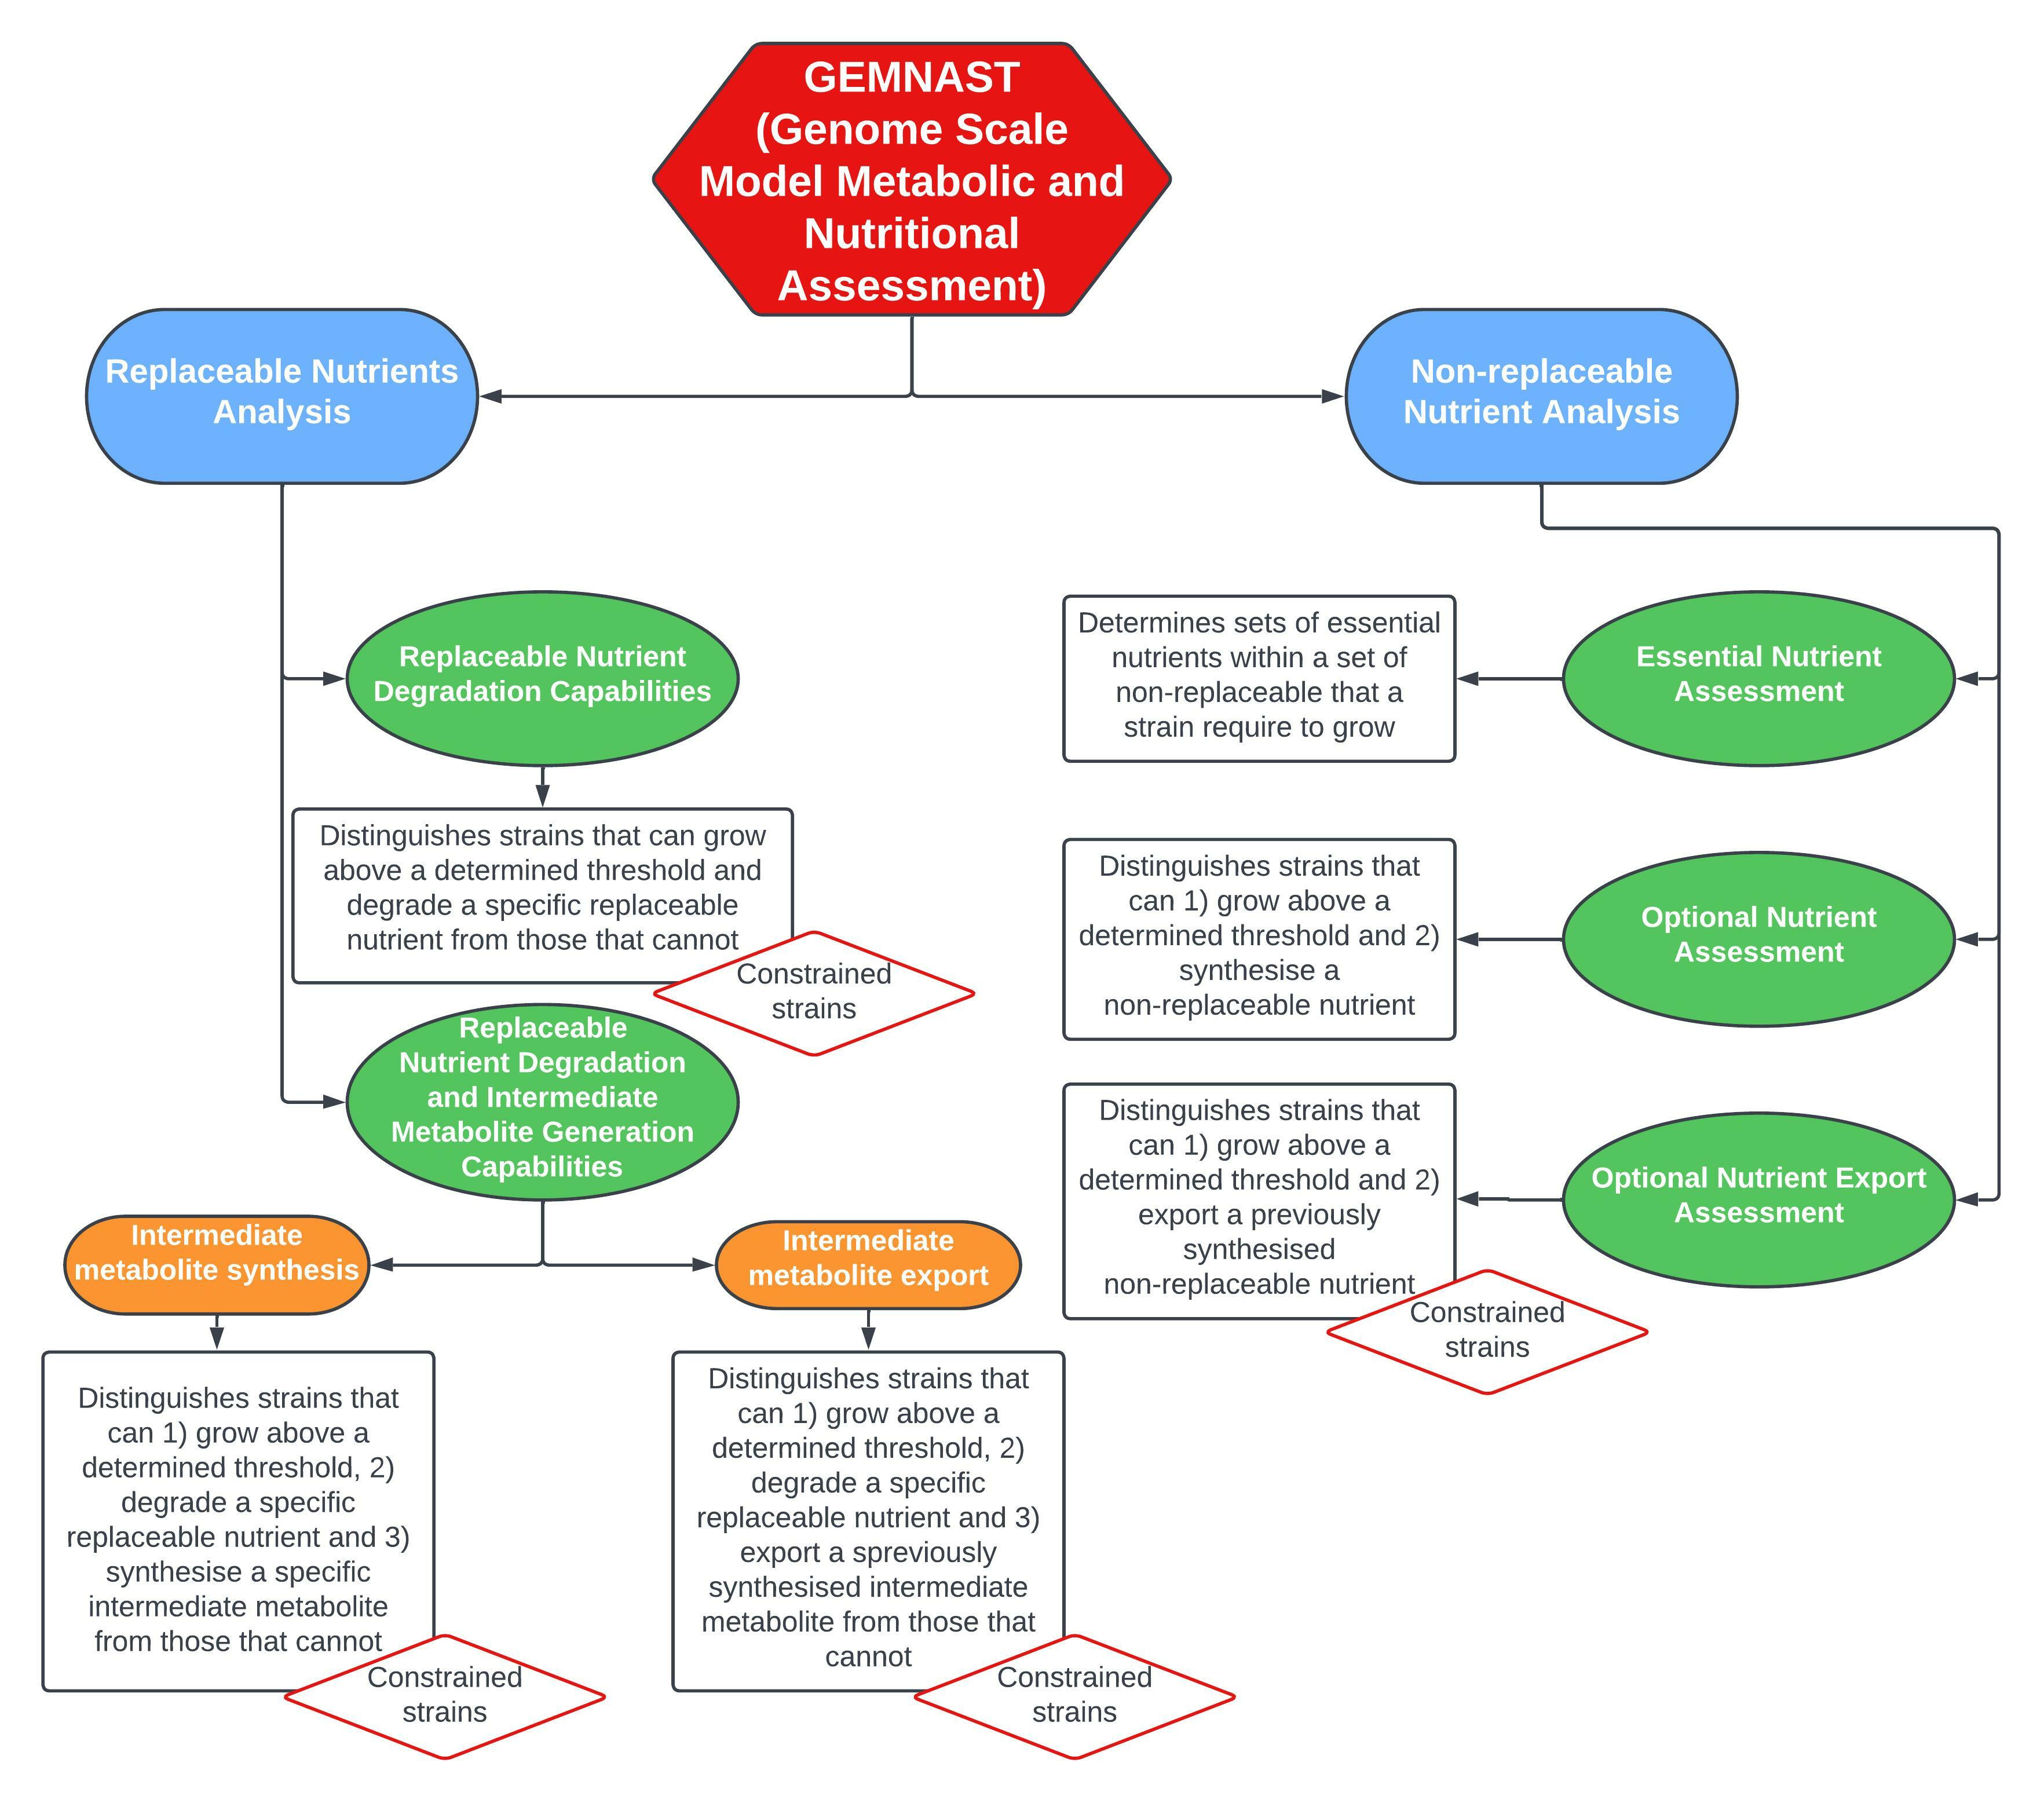 GEMNAST
(Genome Scale
Model Metabolic and
Nutritional
Assessment)
Replaceable Nutrients
Analysis
Non-replaceable
Nutrient Analysis
Replaceable Nutrient
Degradation Capabilities
Distinguishes strains that can grow
above a determined threshold and
degrade a specific replaceable
nutrient from those that cannot
Constrained
strains
Replaceable
Nutrient Degradation
and Intermediate
Metabolite Generation
Capabilities
Intermediate
metabolite synthesis
Intermediate
metabolite export
Distinguishes strains that
can 1) grow above a
determined threshold, 2)
degrade a specific
replaceable nutrient and 3)
synthesise a specific
intermediate metabolite
from those that cannot
Constrained
strains
Distinguishes strains that
can 1) grow above a
determined threshold, 2)
degrade a specific
replaceable nutrient and 3)
export a spreviously
synthesised intermediate
metabolite from those that
cannot
Constrained
strains
Essential Nutrient
Assessment
Determines sets of essential
nutrients within a set of
non-replaceable that a
strain require to grow
Optional Nutrient
Assessment
Distinguishes strains that
can 1) grow above a
determined threshold and 2)
synthesise a
non-replaceable nutrient
Optional Nutrient Export
Assessment
Distinguishes strains that
can 1) grow above a
determined threshold and 2)
export a previously
synthesised
non-replaceable nutrient
Constrained
strains